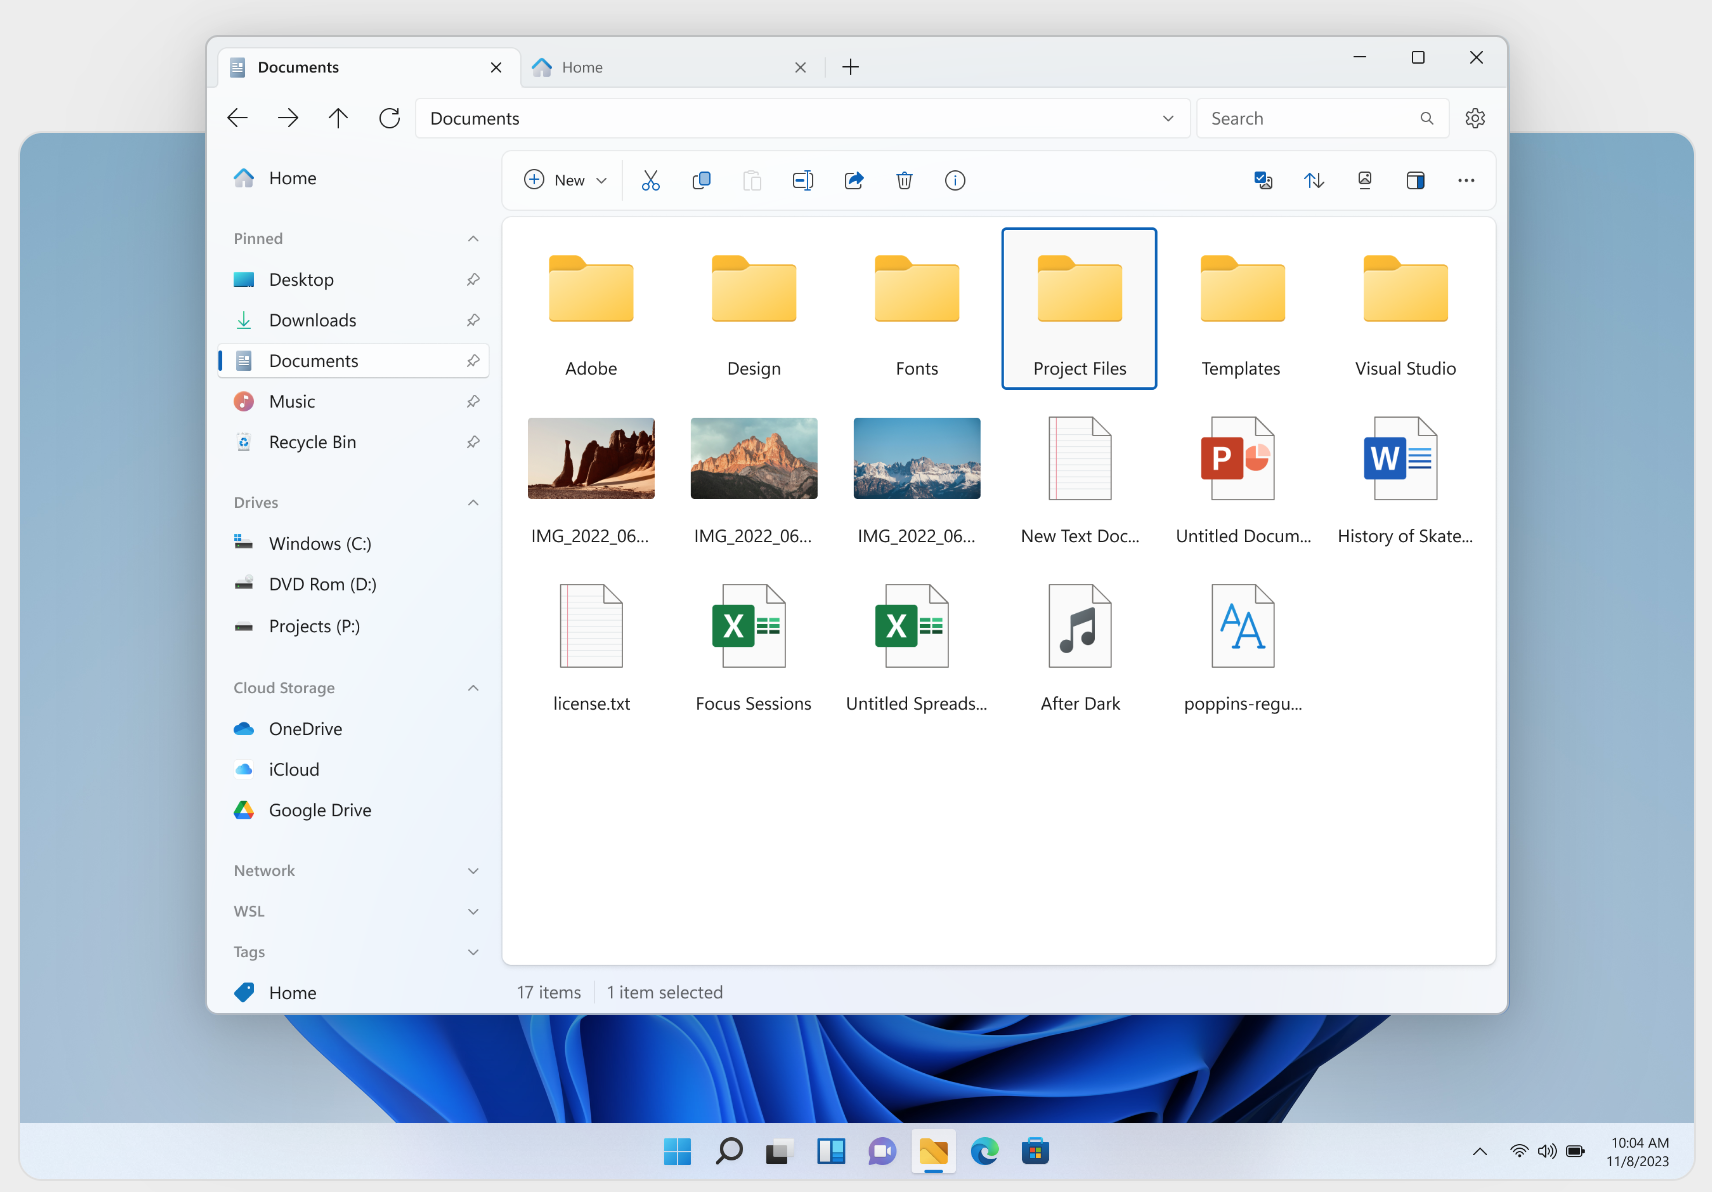 Documents
Home
Documents
Search
Home
Pinned
Desktop
Downloads
Documents
Music
Recycle Bin
Drives
Windows (C:)
DVD Rom (D:)
Projects (P:)
Cloud Storage
OneDrive
iCloud
Google Drive
Network
WSL
Tags
Home
New
Adobe
Design
Fonts
Project Files
Templates
Visual Studio
P
W
IMG_2022_06...
IMG_2022_06...
IMG_2022_06...
New Text Doc...
Untitled Docum...
History of Skate...
X
X
AA
license.txt
Focus Sessions
Untitled Spreads...
After Dark
poppins-regu...
17 items
1 item selected
10:04 AM
11/8/2023